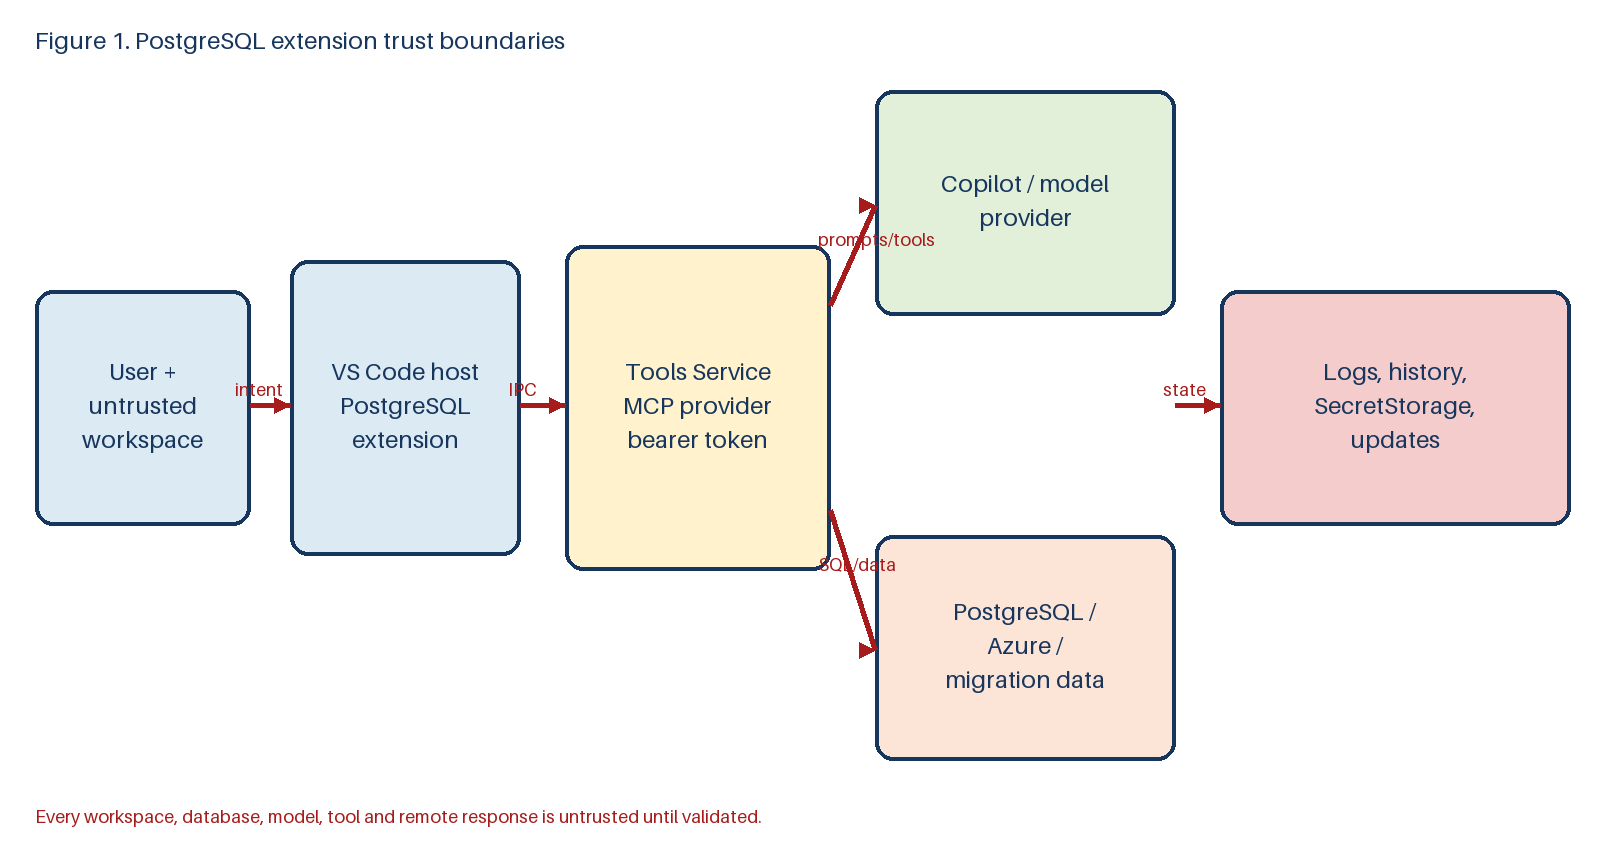 Figure 1. PostgreSQL extension trust boundaries
User +
untrusted
workspace
intent
VS Code host
PostgreSQL
extension
IPC
Tools Service
MCP provider
bearer token
prompts/tools
Copilot / model
provider
SQL/data
PostgreSQL /
Azure /
migration data
state
Logs, history,
SecretStorage,
updates
Every workspace, database, model, tool and remote response is untrusted until validated.